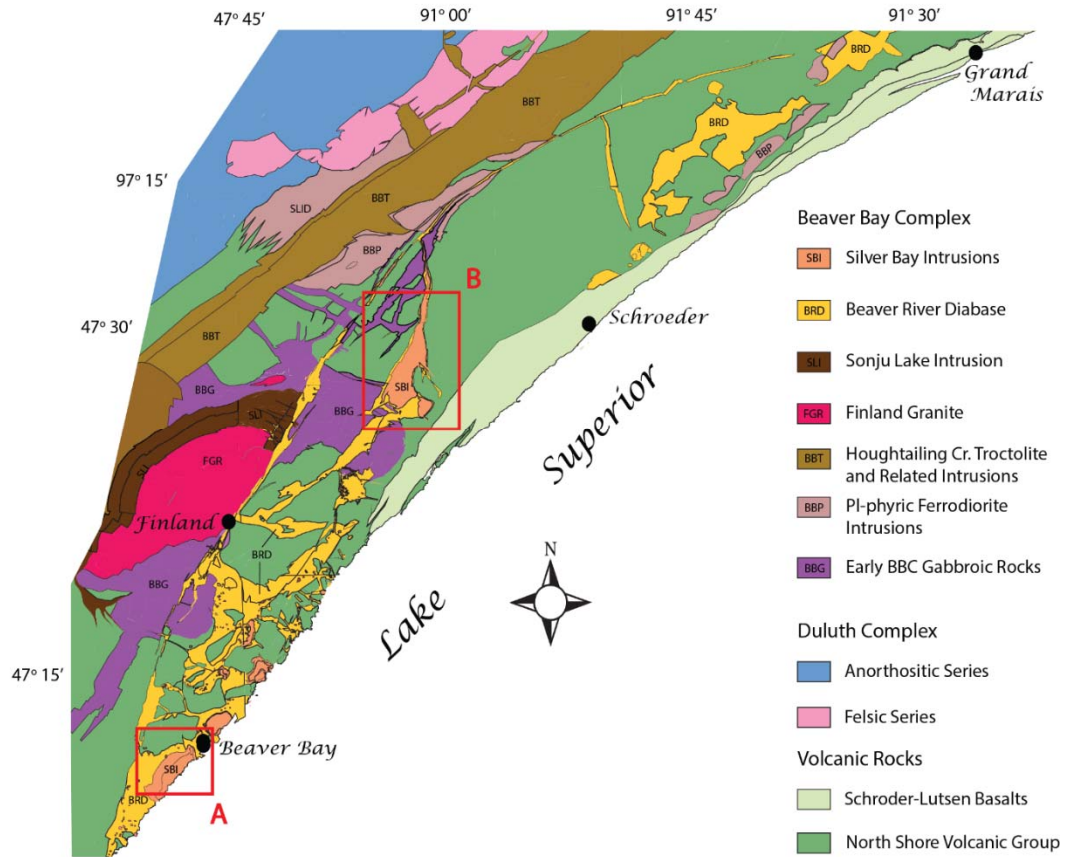 47° 45′
91° 00′
91° 45′
91° 30′
BRD
Grand
Marais
BBT
BRD
97° 15′
SLID
BBT
BBP
BBP
Beaver Bay Complex
SBI Silver Bay Intrusions
B
BRD Beaver River Diabase
47° 30′
Schroeder
BBT
SLI Sonju Lake Intrusion
BBG
SBI
BBG
SLI
FGR Finland Granite
Superior
FGR
SLI
BBT Houghtailing Cr. Troctolite
and Related Intrusions
BBP Pl-phyric Ferrodiorite
Intrusions
Finland
BRD
N
BBG Early BBC Gabbroic Rocks
BBG
Lake
Duluth Complex
47° 15′
Anorthositic Series
Felsic Series
Beaver Bay
SBI
Volcanic Rocks
BRD
A
Schroder-Lutsen Basalts
North Shore Volcanic Group